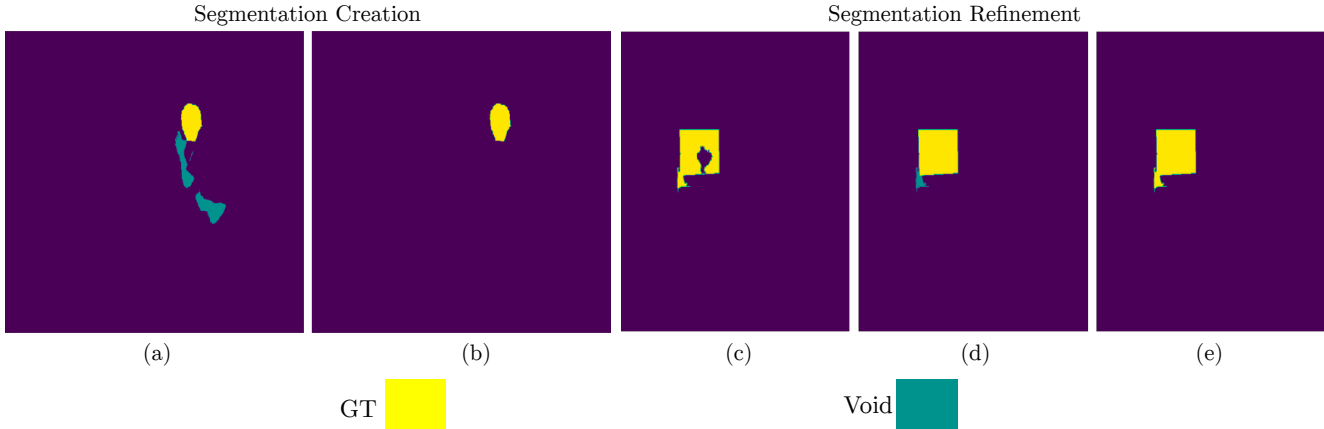 Segmentation Creation
Segmentation Refinement
(a)
(b)
(c)
(d)
(e)
GT
Void